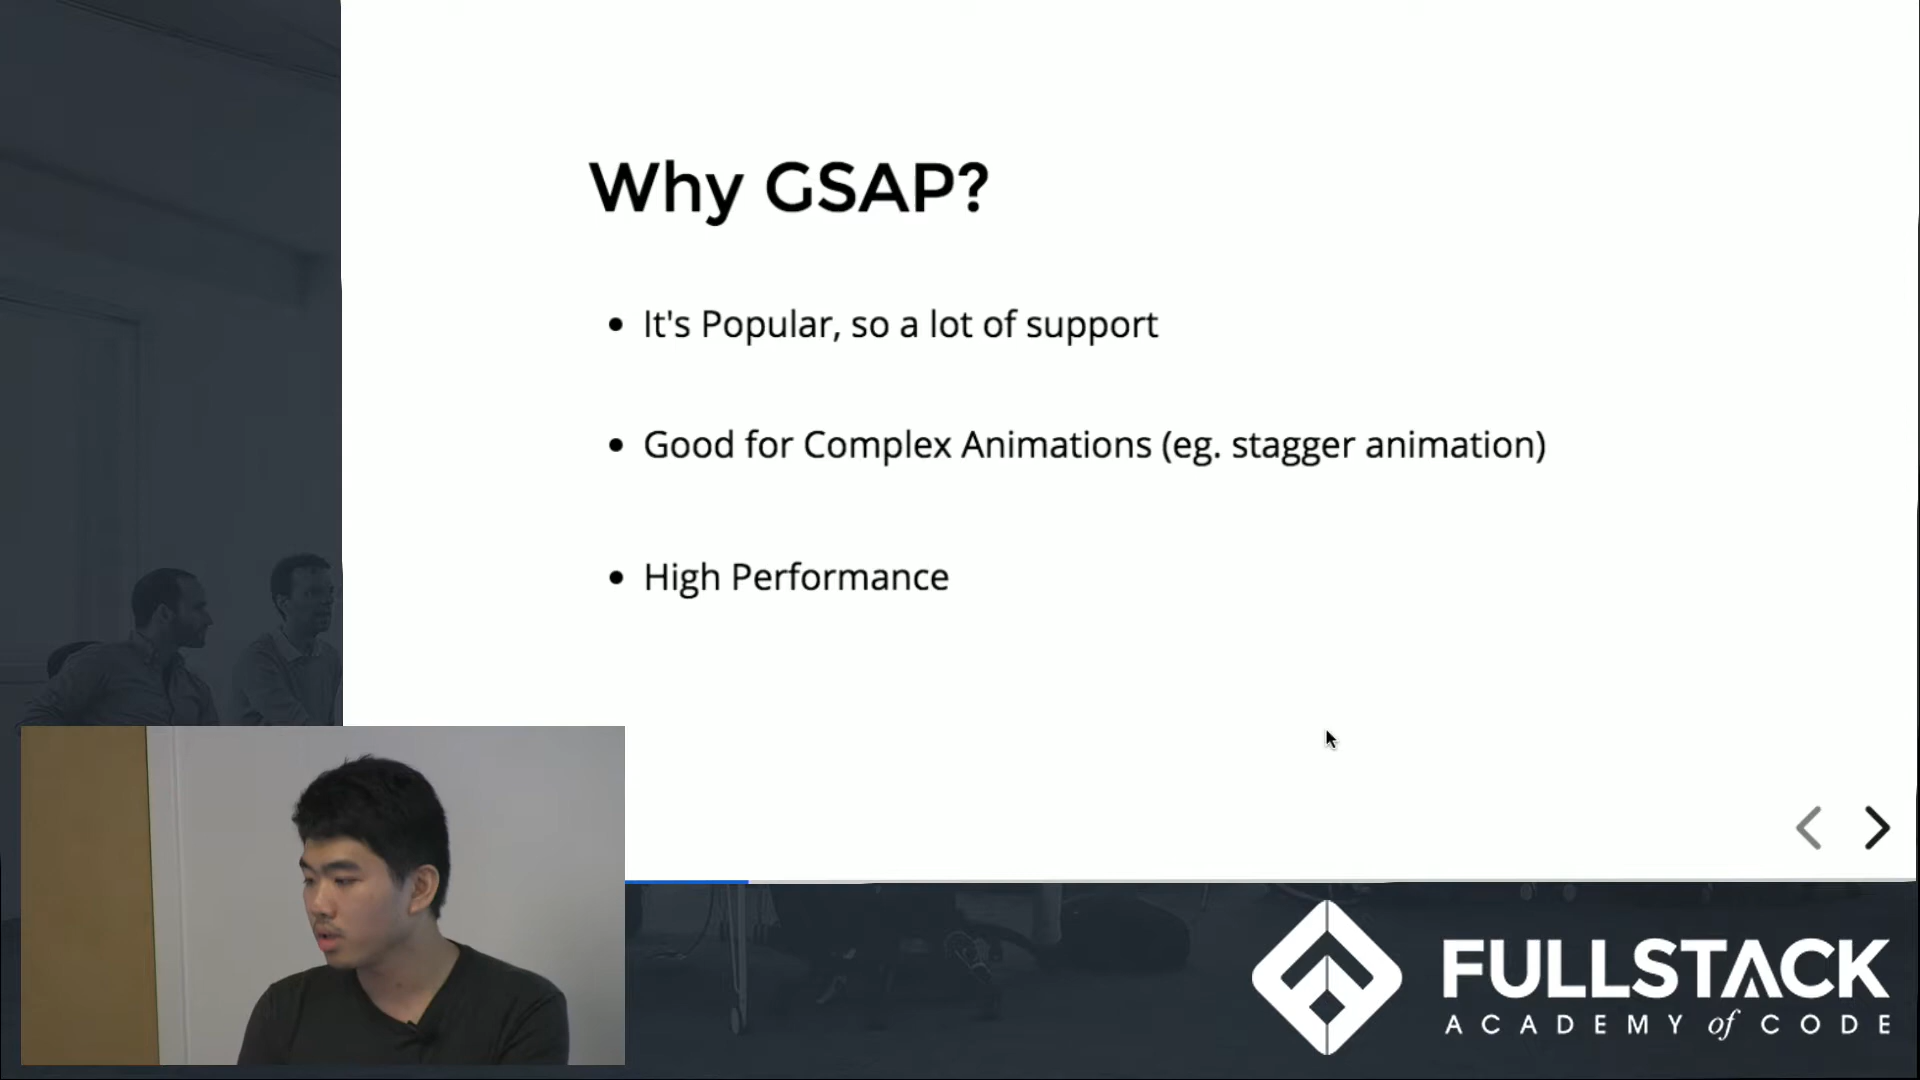 Why GSAP?
It's Popular, so a lot of support
Good for Complex Animations (eg. stagger animation)
High Performance
FULLSTACK
ACADEMY of CODE